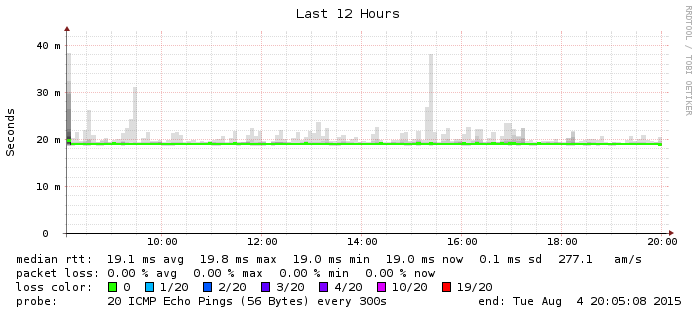 Last 12 Hours
RRDTOOL / TOBI OETIKER
Seconds
40 m
30 m
20 m
10 m
0
10:00 12:00 14:00 16:00 18:00 20:00
median rtt: 19.1 ms avg 19.8 ms max 19.0 ms min 19.0 ms now 0.1 ms sd 277.1 am/s
packet loss: 0.00 % avg 0.00 % max 0.00 % min 0.00 % now
loss color: 0 1/20 2/20 3/20 4/20 10/20 19/20
probe: 20 ICMP Echo Pings (56 Bytes) every 300s end: Tue Aug 4 20:05:08 2015